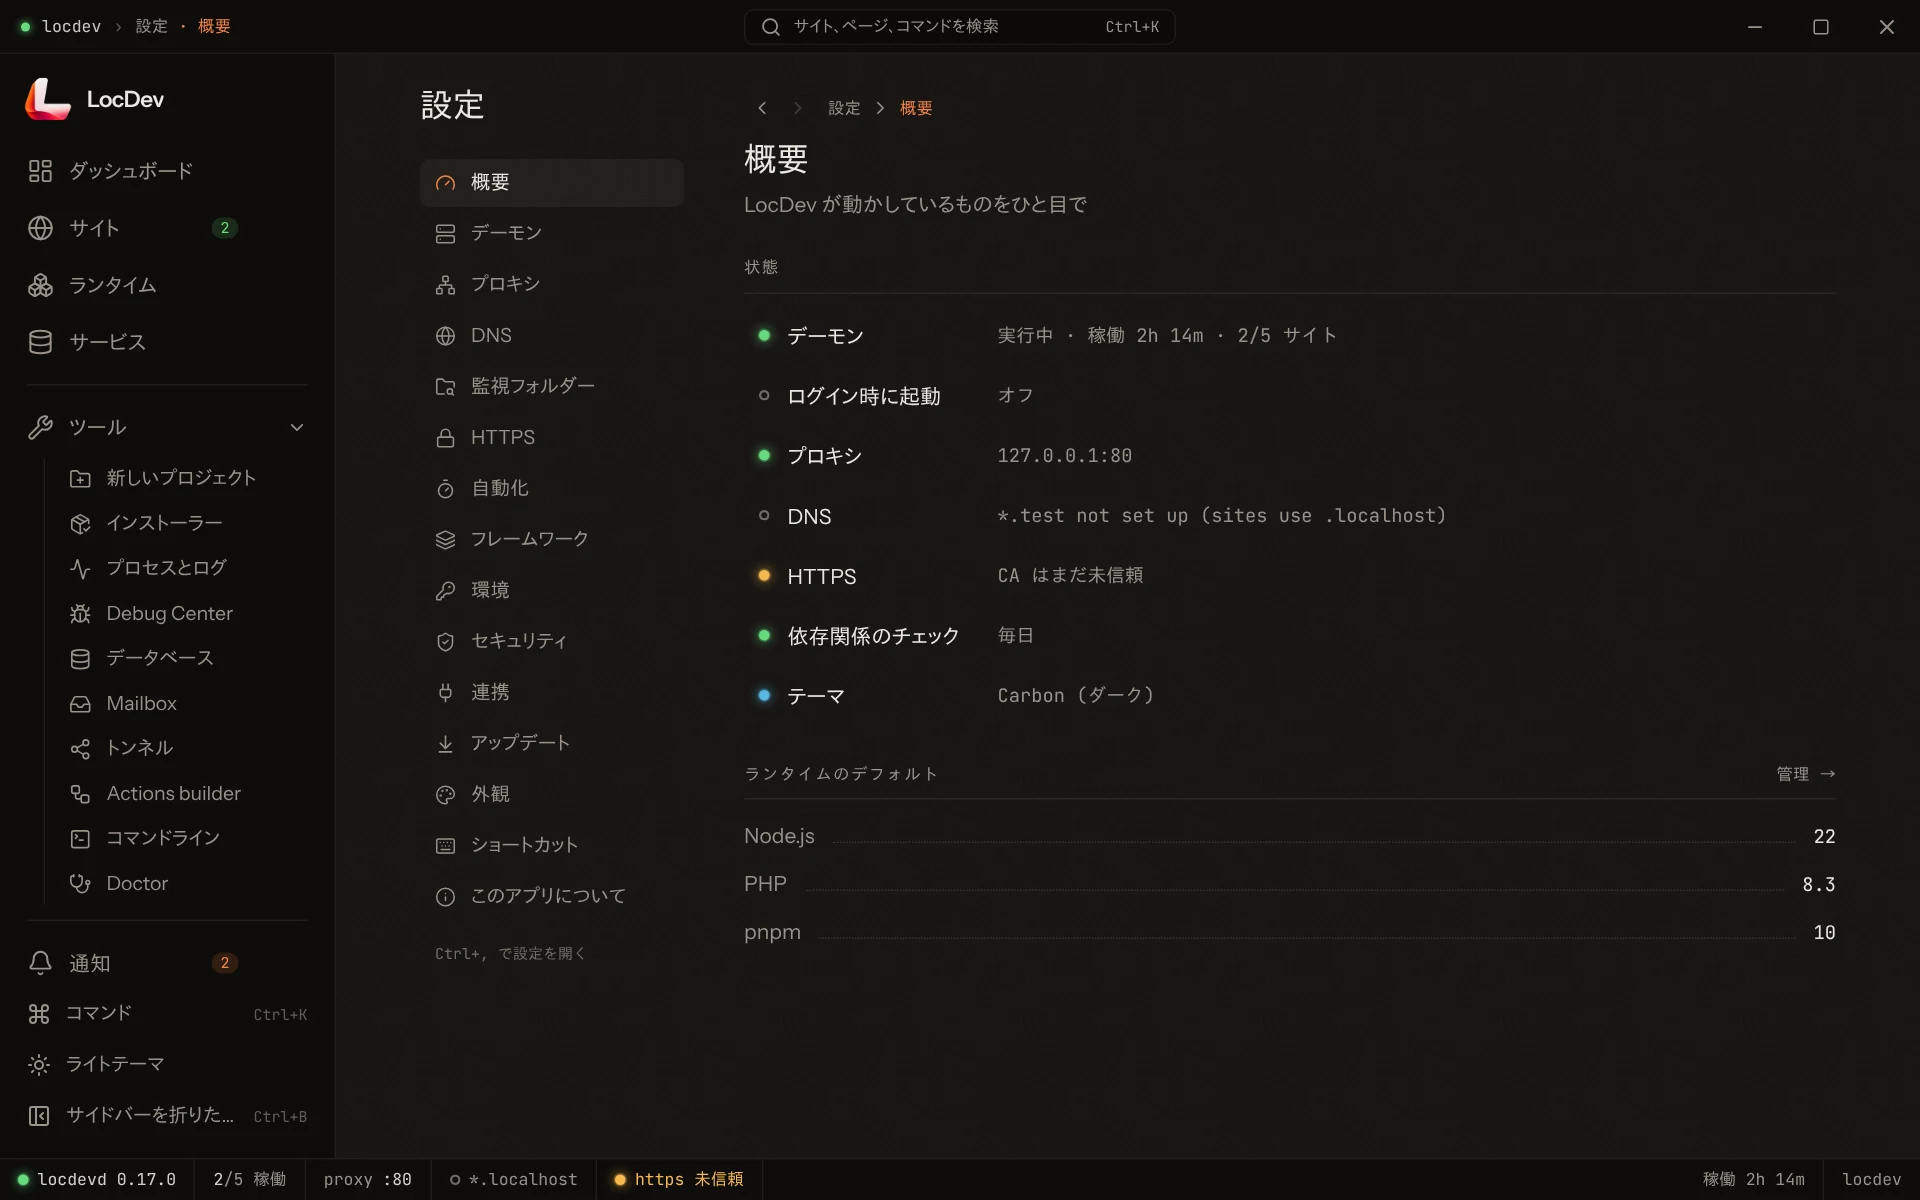 locdev › 設定 · 概要
サイト、ページ、コマンドを検索 Ctrl+K
LocDev
ダッシュボード
サイト 2
ランタイム
サービス
ツール
新しいプロジェクト
インストーラー
プロセスとログ
Debug Center
データベース
Mailbox
トンネル
Actions builder
コマンドライン
Doctor
通知 2
コマンド Ctrl+K
ライトテーマ
サイドバーを折りた... Ctrl+B
設定
概要
デーモン
プロキシ
DNS
監視フォルダー
HTTPS
自動化
フレームワーク
環境
セキュリティ
連携
アップデート
外観
ショートカット
このアプリについて
Ctrl+, で設定を開く
設定 > 概要
概要
LocDev が動かしているものをひと目で
状態
デーモン 実行中 · 稼働 2h 14m · 2/5 サイト
ログイン時に起動 オフ
プロキシ 127.0.0.1:80
DNS *.test not set up (sites use .localhost)
HTTPS CA はまだ未信頼
依存関係のチェック 毎日
テーマ Carbon (ダーク)
ランタイムのデフォルト 管理 →
Node.js 22
PHP 8.3
pnpm 10
locdevd 0.17.0 2/5 稼働 proxy :80 *.localhost https 未信頼 稼働 2h 14m locdev